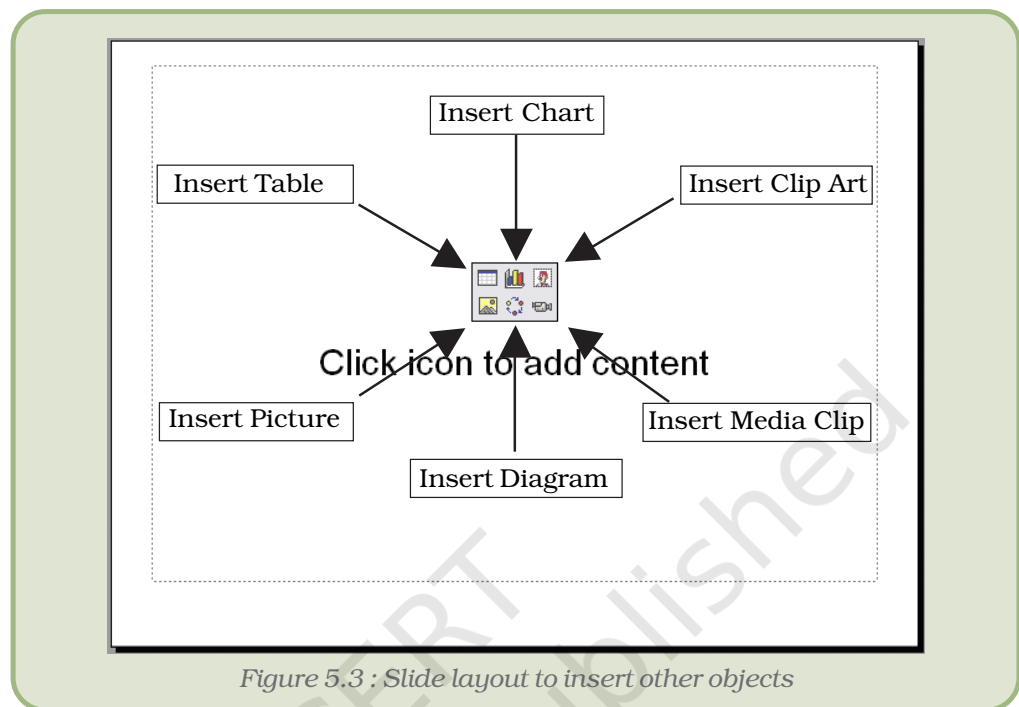 Insert Chart
Insert Table
Insert Clip Art
Click icon to add content
Insert Picture
Insert Media Clip
Insert Diagram
Figure 5.3 : Slide layout to insert other objects